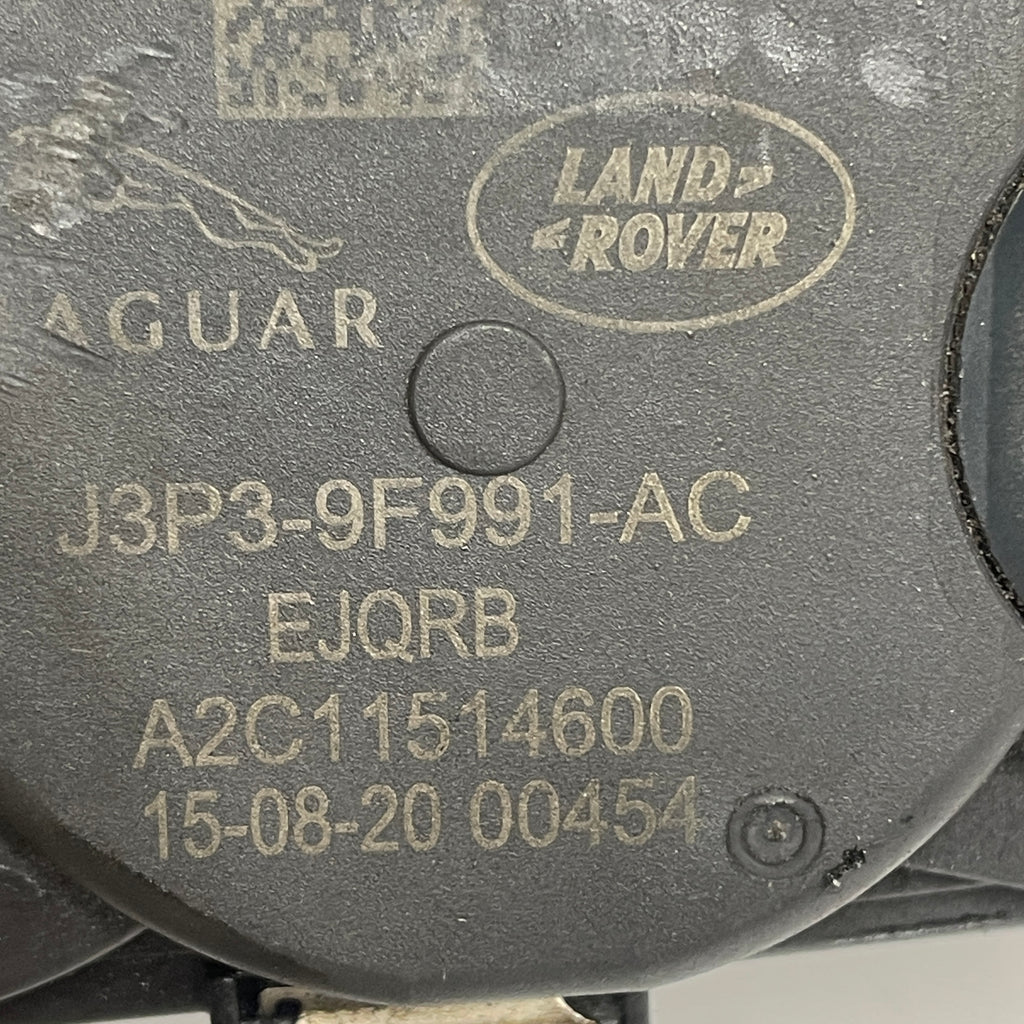 LAND
ROVER
JAGUAR
J3P3-9F991-AC
EJQRB
A2C11514600
15-08-20 00454